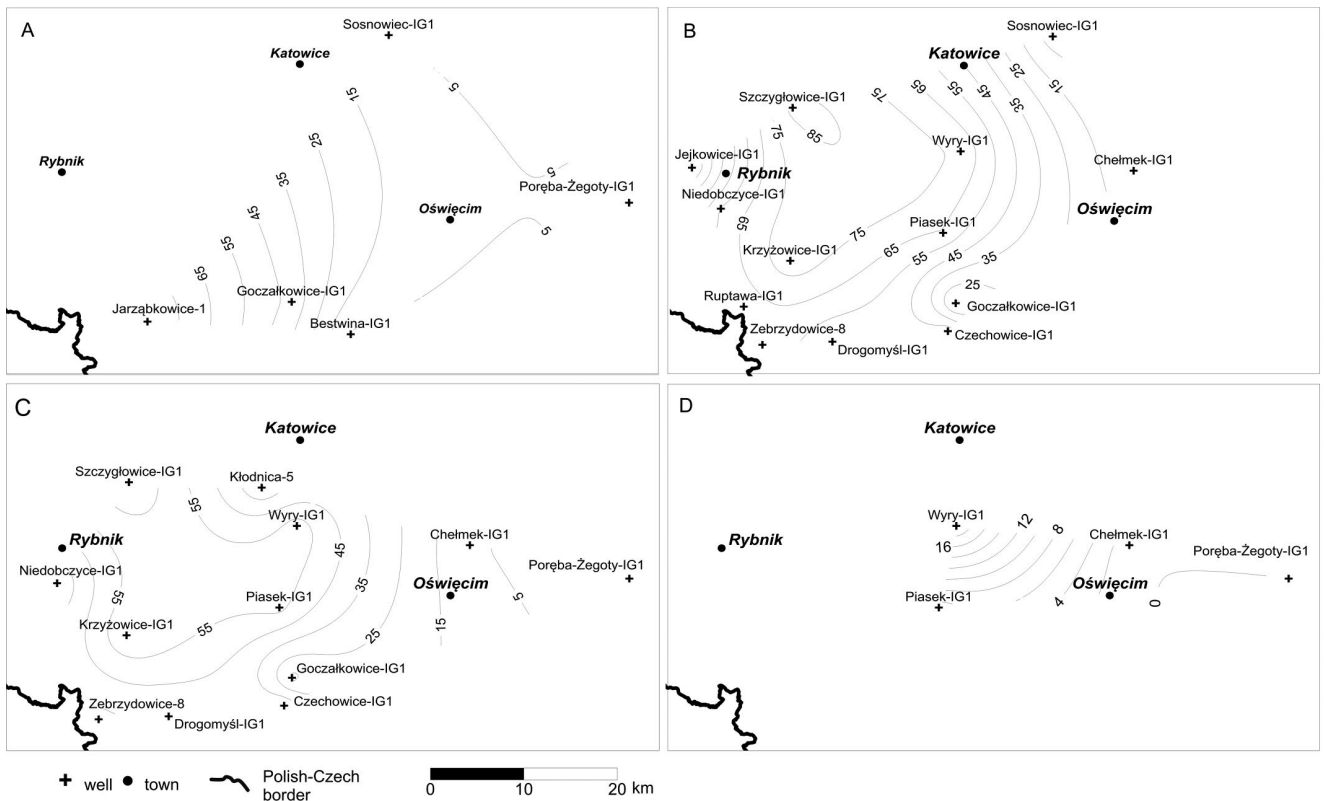 A
Sosnowiec-IG1
Katowice
5
15
25
35
45
55
65
Rybnik
5
Poręba-Żegoty-IG1
Oświęcim
5
Goczałkowice-IG1
Jarząbkowice-1
Bestwina-IG1
B
Sosnowiec-IG1
Katowice
25
15
55
45
65
75
35
Szczygłowice-IG1
85
75
Wyry-IG1
Jejkowice-IG1
Rybnik
Chełmek-IG1
Niedobczyce-IG1
Oświęcim
65
Piasek-IG1
75
Krzyżowice-IG1
65
55
45
35
25
Ruptawa-IG1
Goczałkowice-IG1
Zebrzydowice-8
Drogomyśl-IG1
Czechowice-IG1
C
Katowice
Szczygłowice-IG1
Kłodnica-5
55
Wyry-IG1
Rybnik
45
Chełmek-IG1
Niedobczyce-IG1
35
Poręba-Żegoty-IG1
Oświęcim
55
Piasek-IG1
5
Krzyżowice-IG1
55
15
25
Goczałkowice-IG1
Zebrzydowice-8
Czechowice-IG1
Drogomyśl-IG1
D
Katowice
Wyry-IG1
12
8
Chełmek-IG1
Rybnik
16
Poręba-Żegoty-IG1
Oświęcim
Piasek-IG1
4
0
well
town
Polish-Czech
border
0
10
20
km